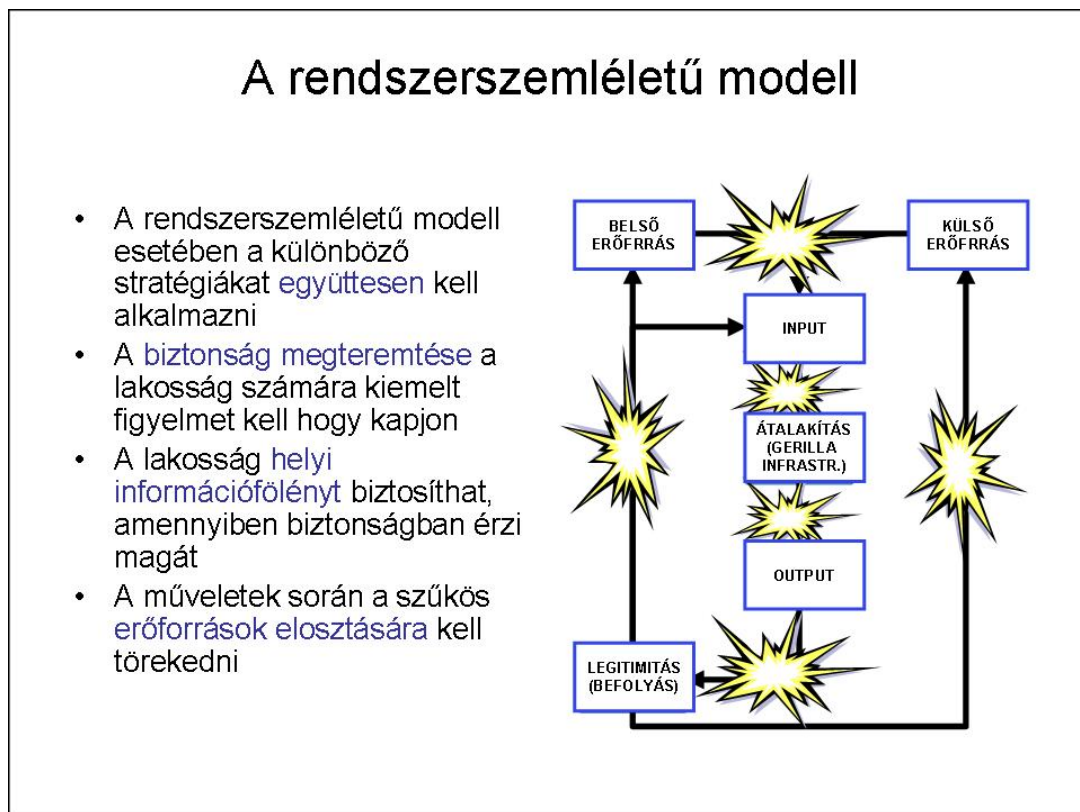 A rendszerszemléletű modell
• A rendszerszemléletű modell
esetében a különböző
stratégiákat együttesen kell
alkalmazni
• A biztonság megteremtése a
lakosság számára kiemelt
figyelmet kell hogy kapjon
• A lakosság helyi
információfölényt biztosíthat,
amennyiben biztonságban érzi
magát
• A műveletek során a szűkös
erőforrások elosztására kell
törekedni
BELSŐ
ERŐFRRÁS
KÜLSŐ
ERŐFRRÁS
INPUT
ÁTALAKÍTÁS
(GERILLA
INFRASTR.)
OUTPUT
LEGITIMITÁS
(BEFOLYÁS)